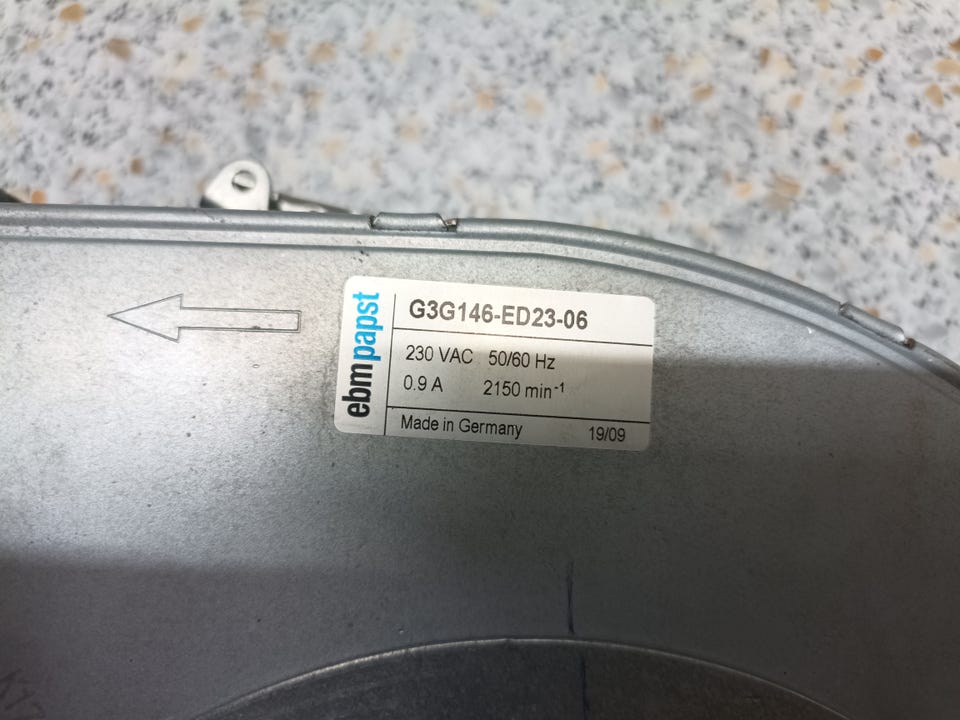 ebmpapst
G3G146-ED23-06
230 VAC 50/60 Hz
0.9 A 2150 min⁻¹
Made in Germany 19/09